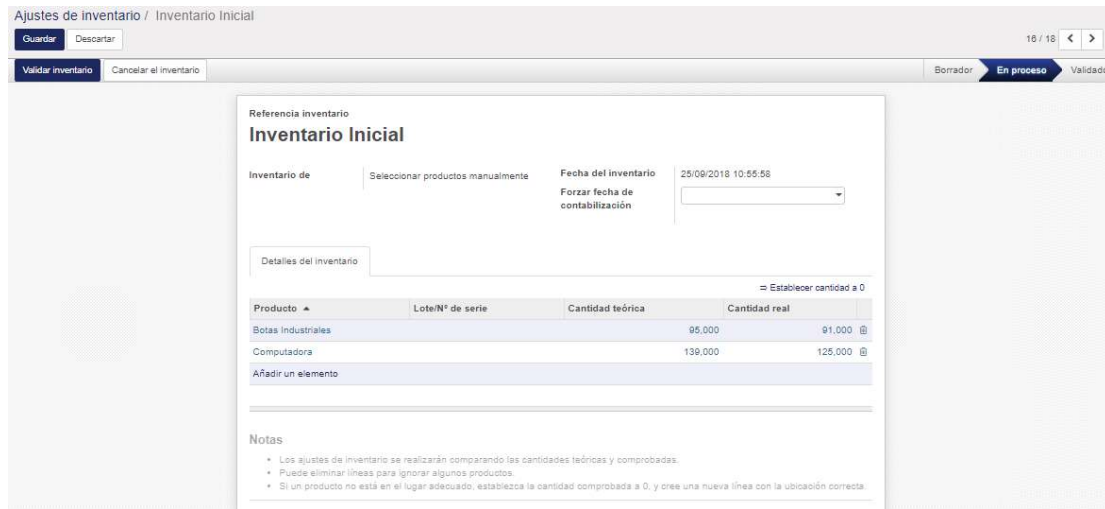 Ajustes de inventario / Inventario Inicial
Guardar Descartar 16 / 18
Validar inventario Cancelar el inventario Borrador En proceso Validado
Referencia inventario
Inventario Inicial
Inventario de Seleccionar productos manualmente Fecha del inventario 25/09/2018 10:55:58
Forzar fecha de
contabilización
Detalles del inventario
⇒ Establecer cantidad a 0
Producto Lote/Nº de serie Cantidad teórica Cantidad real
Botas Industriales 95,000 91,000
Computadora 139,000 125,000
Añadir un elemento
Notas
• Los ajustes de inventario se realizarán comparando las cantidades teóricas y comprobadas.
• Puede eliminar líneas para ignorar algunos productos.
• Si un producto no está en el lugar adecuado, establezca la cantidad comprobada a 0, y cree una nueva línea con la ubicación correcta.